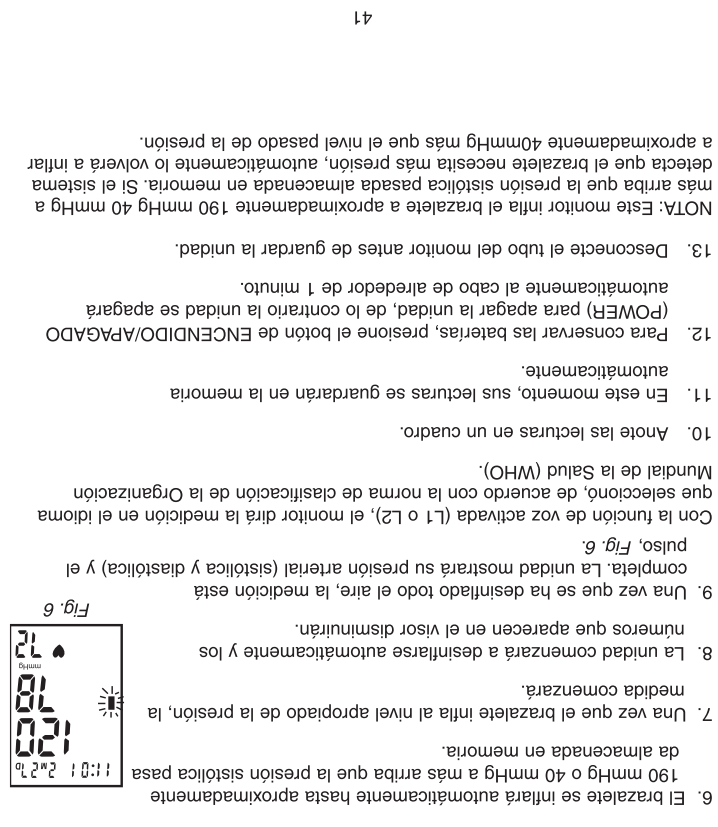 6. El brazalete se inflará automáticamente hasta aproximadamente
190 mmHg o 40 mmHg a más arriba que la presión sistólica pasa
da almacenada en memoria.
7. Una vez que el brazalete infla al nivel apropiado de la presión, la
medida comenzará.
8. La unidad comenzará a desinflarse automáticamente y los
números que aparecen en el visor disminuirán.
9. Una vez que se ha desinflado todo el aire, la medición está
completa. La unidad mostrará su presión arterial (sistólica y diastólica) y el
pulso, Fig. 6.
11:01 2M27D
120
78
mmHg
72
Fig. 6
Con la función de voz activada (L1 o L2), el monitor dirá la medición en el idioma
que seleccionó, de acuerdo con la norma de clasificación de la Organización
Mundial de la Salud (WHO).
10. Anote las lecturas en un cuadro.
11. En este momento, sus lecturas se guardarán en la memoria
automáticamente.
12. Para conservar las baterías, presione el botón de ENCENDIDO/APAGADO
(POWER) para apagar la unidad, de lo contrario la unidad se apagará
automáticamente al cabo de alrededor de 1 minuto.
13. Desconecte el tubo del monitor antes de guardar la unidad.
NOTA: Este monitor infla el brazalete a aproximadamente 190 mmHg 40 mmHg a
más arriba que la presión sistólica pasada almacenada en memoria. Si el sistema
detecta que el brazalete necesita más presión, automáticamente lo volverá a inflar
a aproximadamente 40mmHg más que el nivel pasado de la presión.
41